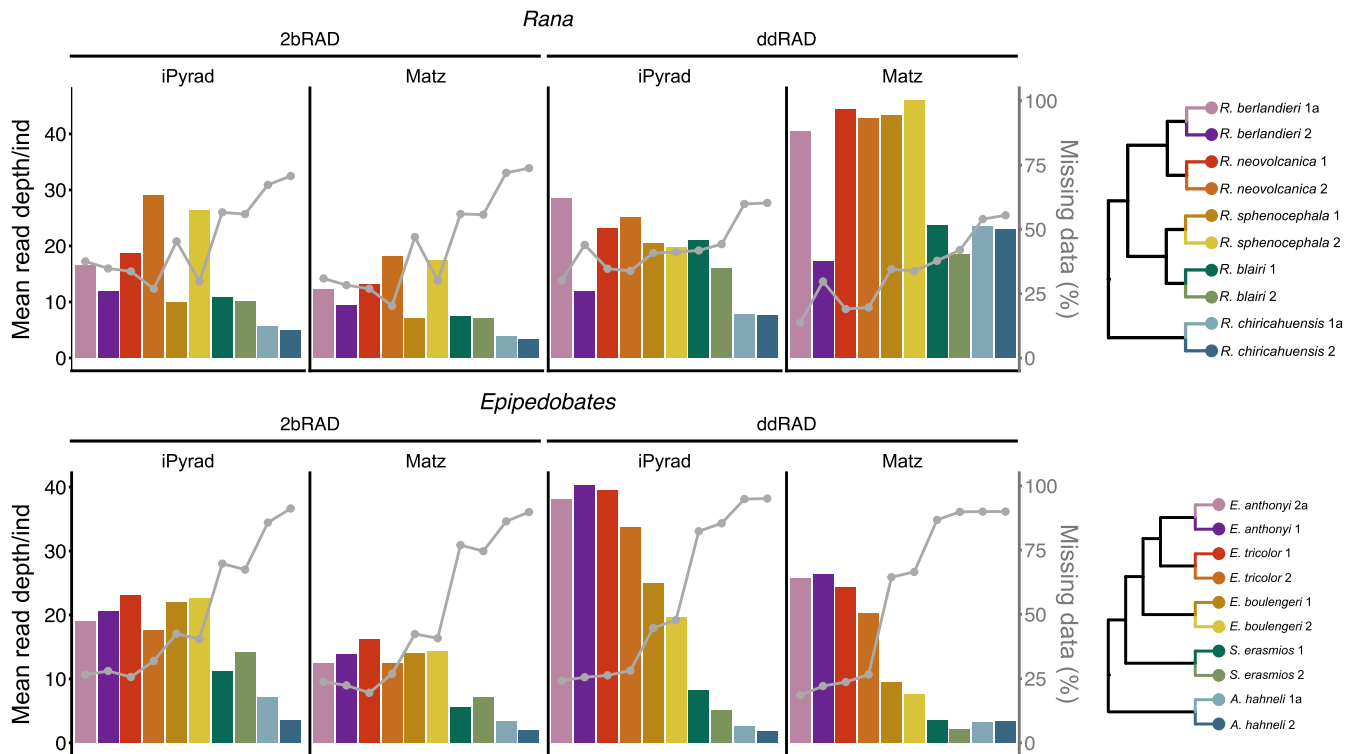 Rana
2bRAD ddRAD
iPyrad Matz iPyrad Matz
Mean read depth/ind
40
30
20
10
0
100
75
50
25
0
Missing data (%)
R. berlandieri 1a
R. berlandieri 2
R. neovolcanica 1
R. neovolcanica 2
R. sphenocephala 1
R. sphenocephala 2
R. blairi 1
R. blairi 2
R. chiricahuensis 1a
R. chiricahuensis 2
Epipedobates
2bRAD ddRAD
iPyrad Matz iPyrad Matz
Mean read depth/ind
40
30
20
10
0
100
75
50
25
0
Missing data (%)
E. anthonyi 2a
E. anthonyi 1
E. tricolor 1
E. tricolor 2
E. boulengeri 1
E. boulengeri 2
S. erasmios 1
S. erasmios 2
A. hahneli 1a
A. hahneli 2